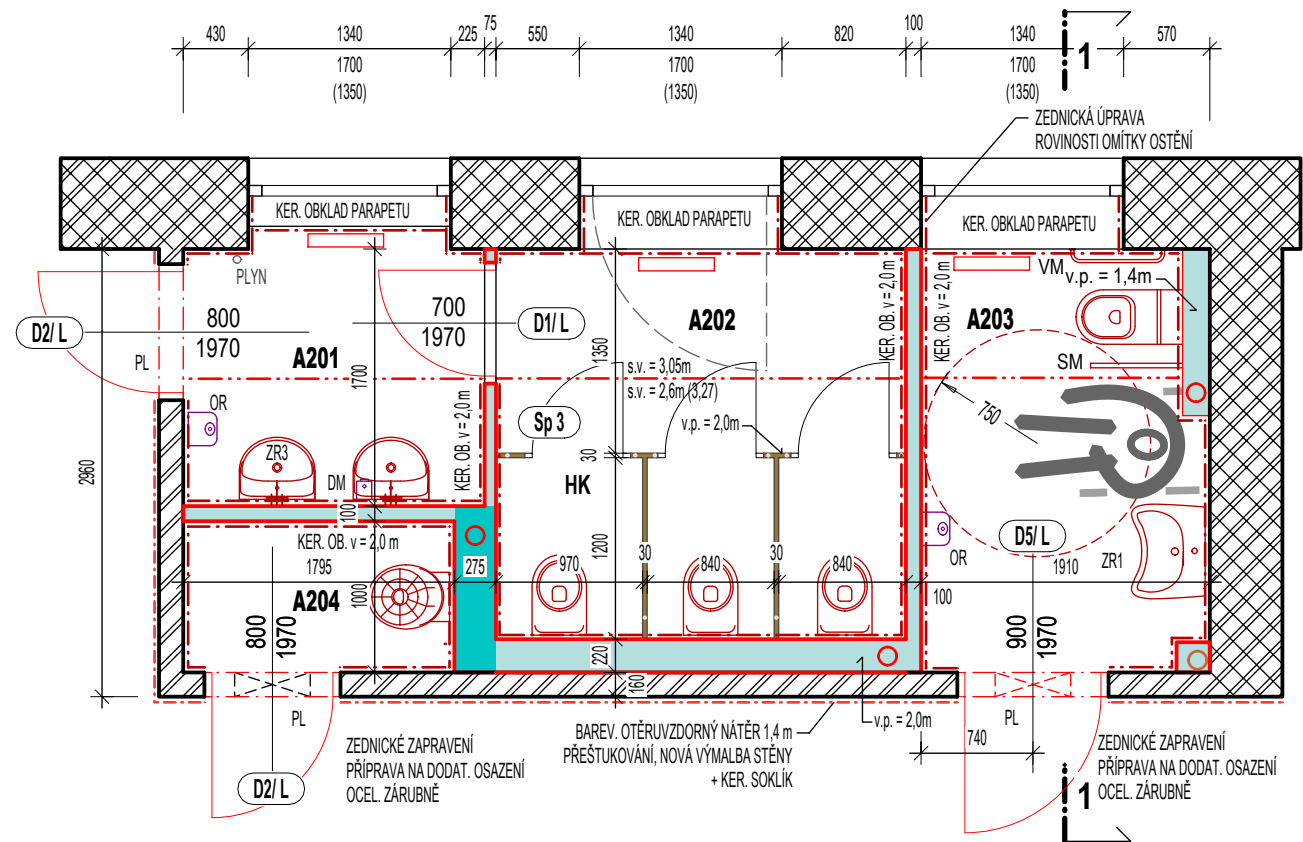 430
1340
1700
(1350)
225
75
550
1340
1700
(1350)
820
100
1340
1700
(1350)
570
1
ZEDNICKÁ ÚPRAVA
ROVINOSTI OMÍTKY OSTĚNÍ
KER. OBKLAD PARAPETU
KER. OBKLAD PARAPETU
KER. OBKLAD PARAPETU
PLYN
VM
v.p. = 1,4m
D2/ L
800
1970
700
1970
D1/ L
A201
A202
A203
PL
1700
1350
KER. OB. v = 2,0 m
KER. OB. v = 2,0 m
KER. OB. v = 2,0 m
s.v. = 3,05m
s.v. = 2,6m (3,27)
v.p. = 2,0m
SM
750
OR
ZR3
DM
Sp 3
30
HK
2960
100
KER. OB. v = 2,0 m
1795
275
970
30
840
30
840
100
1910
1200
1000
A204
OR
D5/ L
ZR1
800
1970
900
1970
220
160
PL
D2/ L
ZEDNICKÉ ZAPRAVENÍ
PŘÍPRAVA NA DODAT. OSAZENÍ
OCEL. ZÁRUBNĚ
BAREV. OTĚRUVZDORNÝ NÁTĚR 1,4 m
PŘEŠTUKOVÁNÍ, NOVÁ VÝMALBA STĚNY
+ KER. SOKLÍK
v.p. = 2,0m
740
PL
ZEDNICKÉ ZAPRAVENÍ
PŘÍPRAVA NA DODAT. OSAZENÍ
OCEL. ZÁRUBNĚ
1